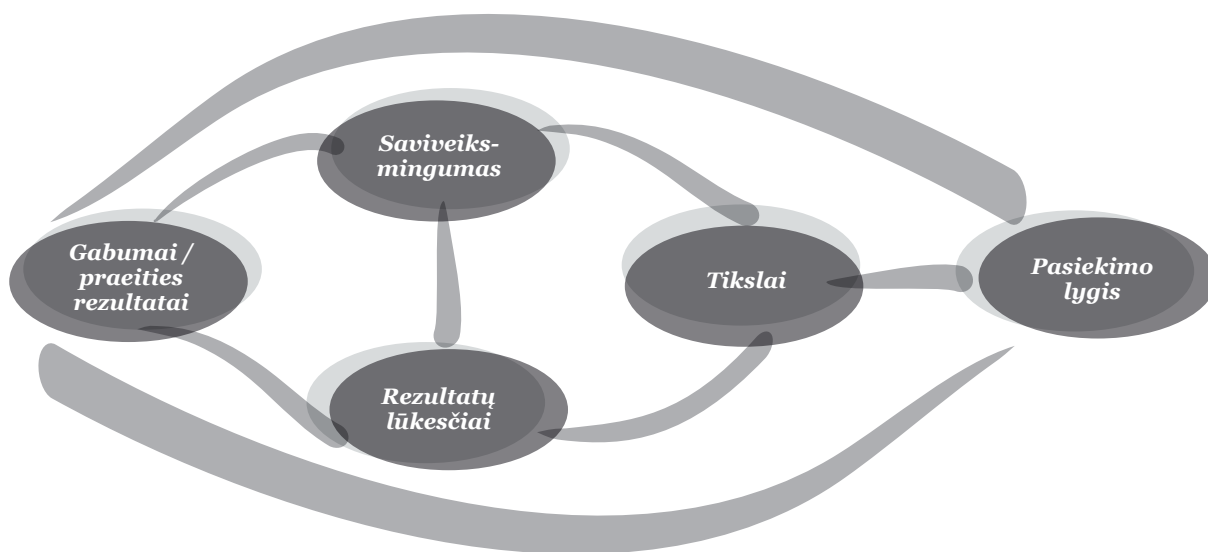 Saviveiks-
mingumas
Gabumai /
praeities
rezultatai
Tikslai
Pasiekimo
lygis
Rezultatų
lūkesčiai